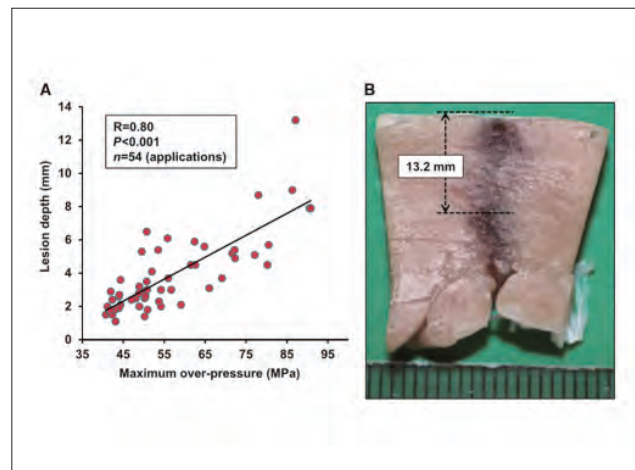 A
B
R=0.80
P<0.001
n=54 (applications)
14
12
10
8
6
4
2
0
Lesion depth (mm)
35 45 55 65 75 85 95
Maximum over-pressure (MPa)
13.2 mm